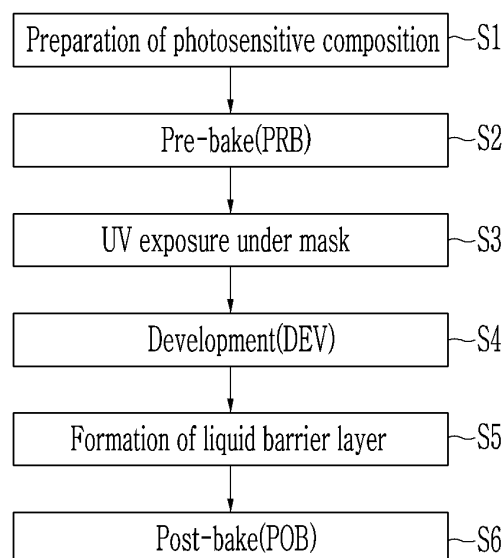 Preparation of photosensitive composition S1
Pre-bake(PRB) S2
UV exposure under mask S3
Development(DEV) S4
Formation of liquid barrier layer S5
Post-bake(POB) S6